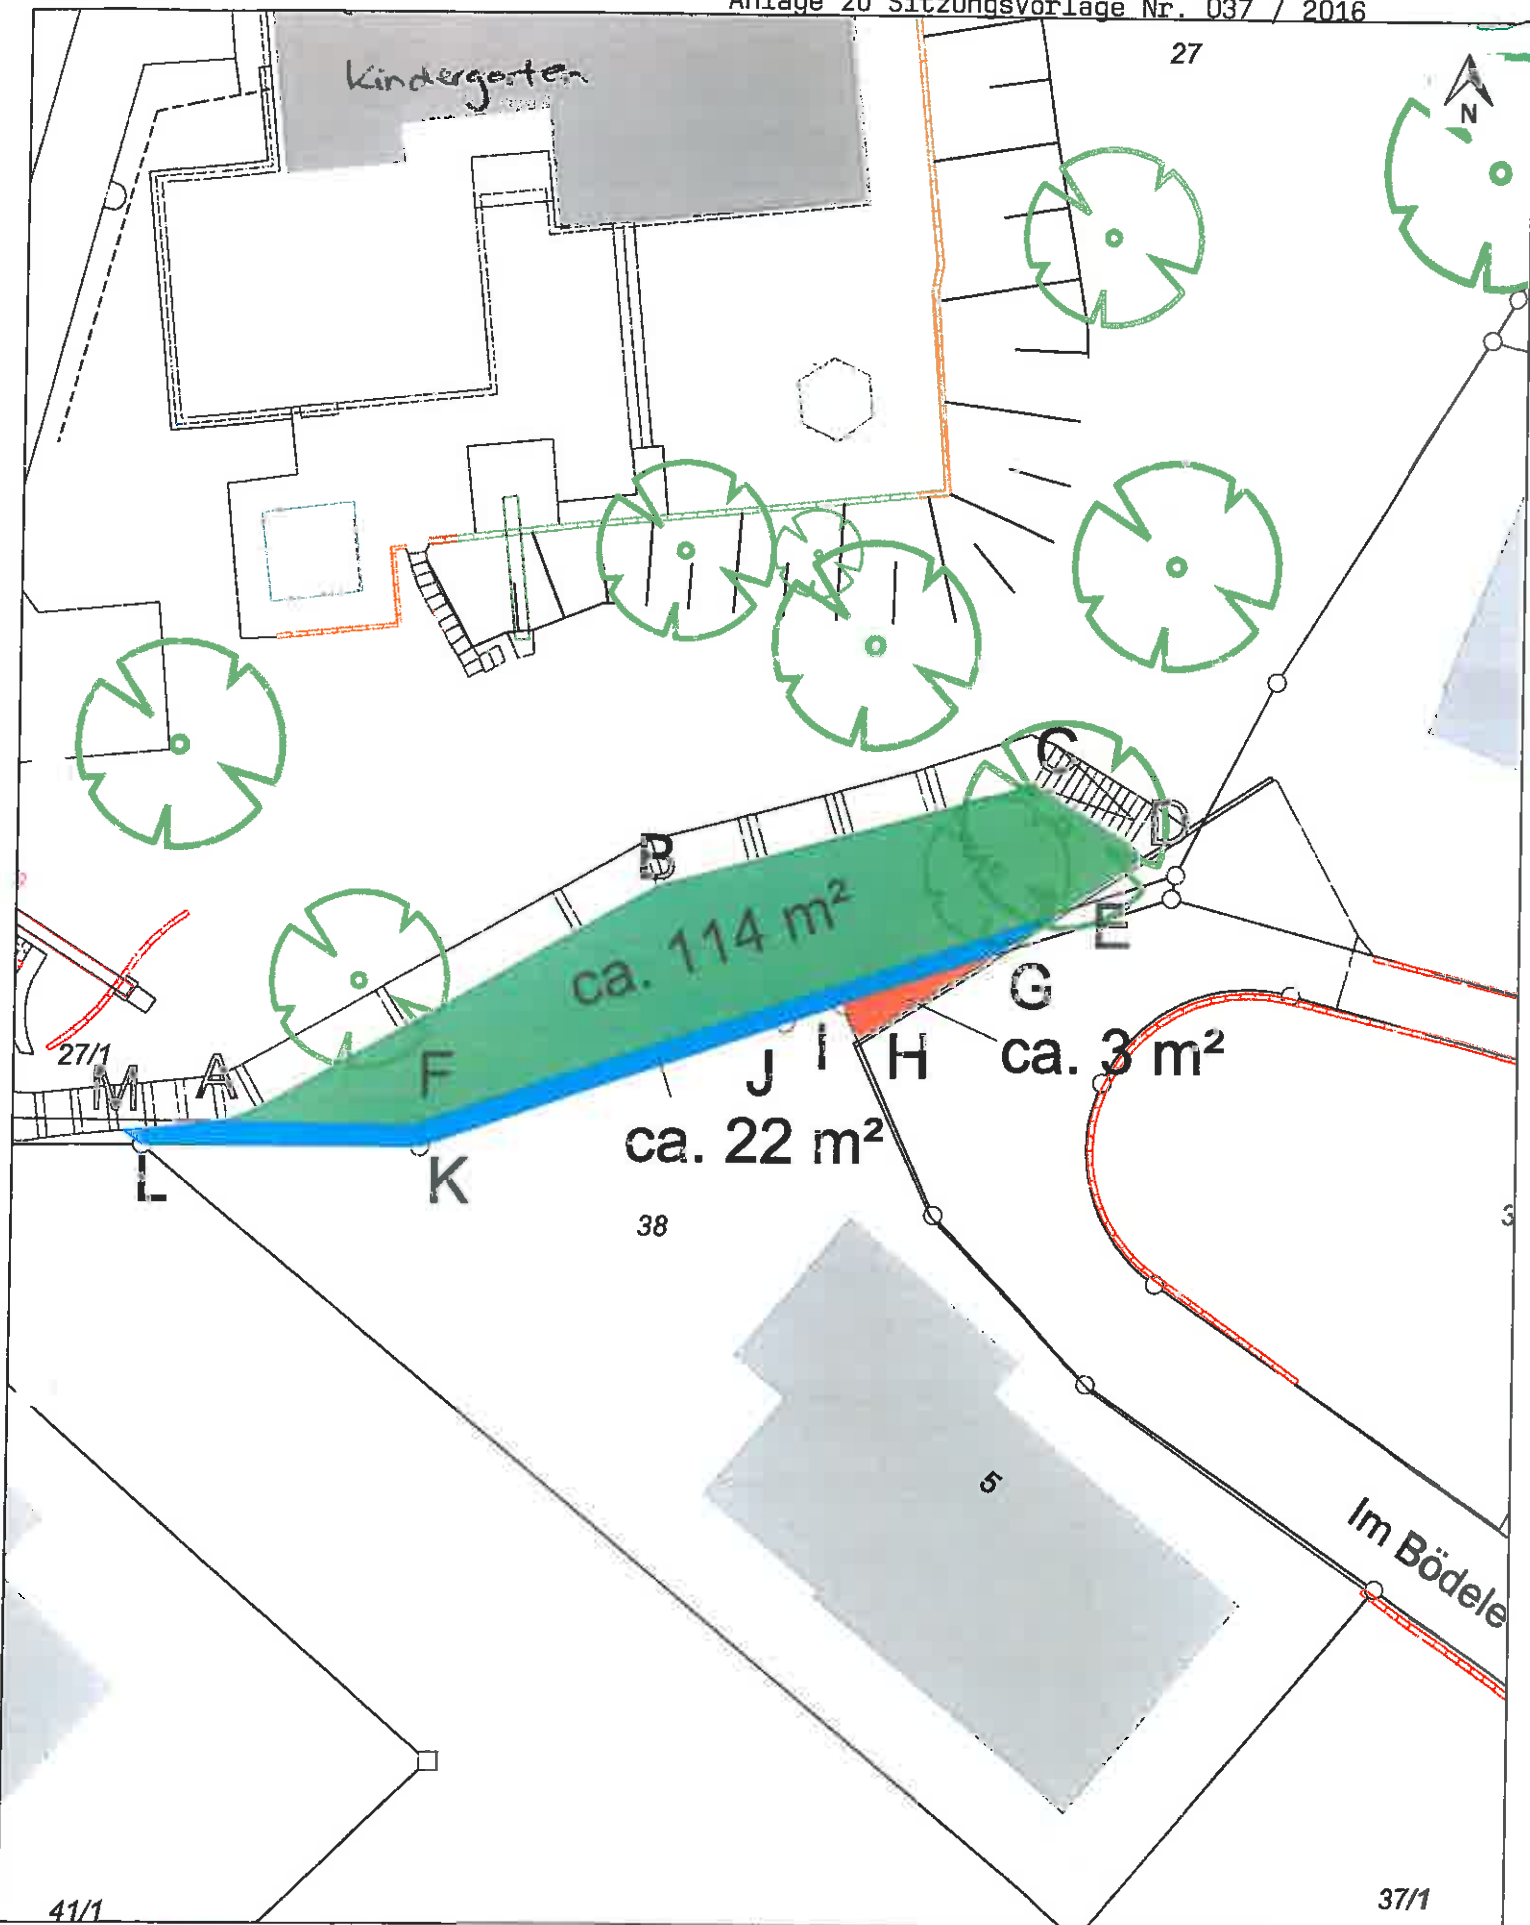 Anlage zu Sitzungsvorlage Nr. 037 / 2016
27
Kindergarten
N
C
D
B
ca. 114 m²
E
G
27/1
M
A
F
J
I
H
ca. 3 m²
ca. 22 m²
L
K
38
5
Im Bödele
41/1
37/1